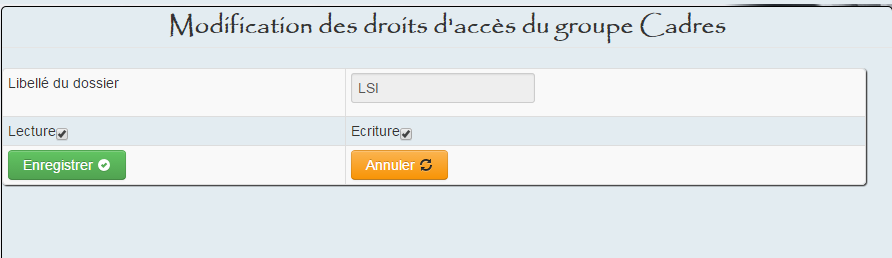 Modification des droits d'accès du groupe Cadres
Libellé du dossier LSI
Lecture Ecriture
Enregistrer Annuler